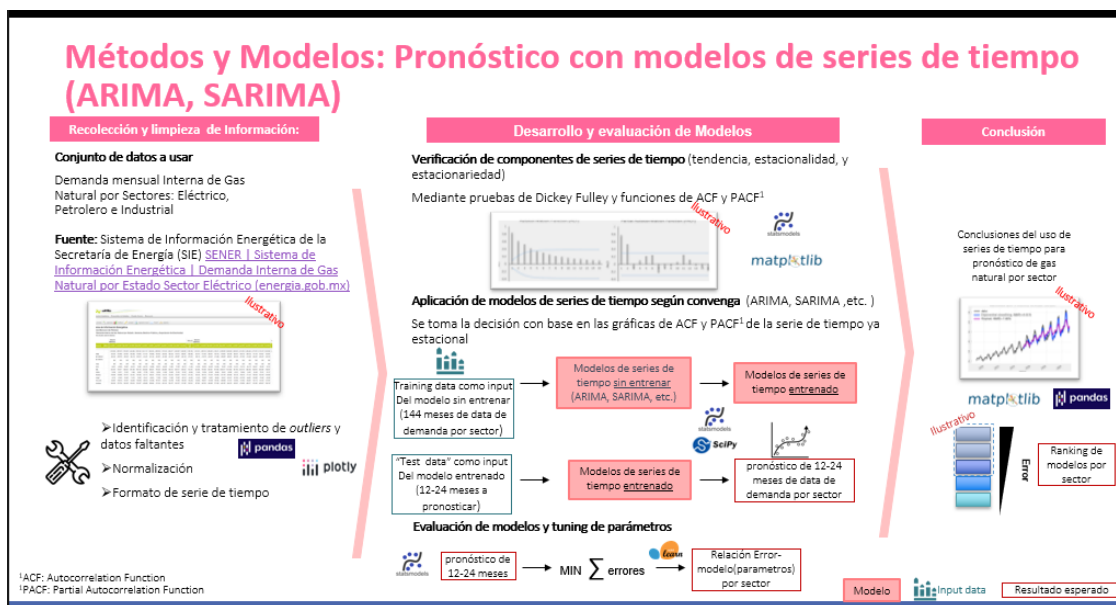 Métodos y Modelos: Pronóstico con modelos de series de tiempo
(ARIMA, SARIMA)
Recolección y limpieza de Información:
Conjunto de datos a usar
Demanda mensual Interna de Gas
Natural por Sectores: Eléctrico,
Petrolero e Industrial
Fuente: Sistema de Información Energética de la
Secretaría de Energía (SIE) SENER | Sistema de
Información Energética | Demanda Interna de Gas
Natural por Estado Sector Eléctrico (energia.gob.mx)
Ilustrativo
➢Identificación y tratamiento de outliers y
datos faltantes
➢Normalización
➢Formato de serie de tiempo
pandas
plotly
Desarrollo y evaluación de Modelos
Verificación de componentes de series de tiempo (tendencia, estacionalidad, y
estacionariedad)
Mediante pruebas de Dickey Fulley y funciones de ACF y PACF¹
Ilustrativo
statsmodels
matplotlib
Aplicación de modelos de series de tiempo según convenga (ARIMA, SARIMA ,etc. )
Se toma la decisión con base en las gráficas de ACF y PACF¹ de la serie de tiempo ya
estacional
Training data como input
Del modelo sin entrenar
(144 meses de data de
demanda por sector)
Modelos de series de
tiempo sin entrenar
(ARIMA, SARIMA, etc.)
Modelos de series de
tiempo entrenado
statsmodels
SciPy
"Test data" como input
Del modelo entrenado
(12-24 meses a
pronosticar)
Modelos de series de
tiempo entrenado
pronóstico de 12-24
meses de data de
demanda por sector
Evaluación de modelos y tuning de parámetros
statsmodels
pronóstico de
12-24 meses
MIN ∑ errores
learn
Relación Error-
modelo(parametros)
por sector
Conclusión
Conclusiones del uso de
series de tiempo para
pronóstico de gas
natural por sector
Ilustrativo
matplotlib
pandas
Ilustrativo
Error
Ranking de
modelos por
sector
¹ACF: Autocorrelation Function
¹PACF: Partial Autocorrelation Function
Modelo
Input data
Resultado esperado